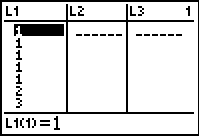 L1 L2 L3 1
1 ------ ------
1
1
1
1
2
3
L1(1)=1